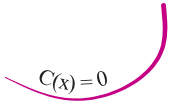 C(x) = 0